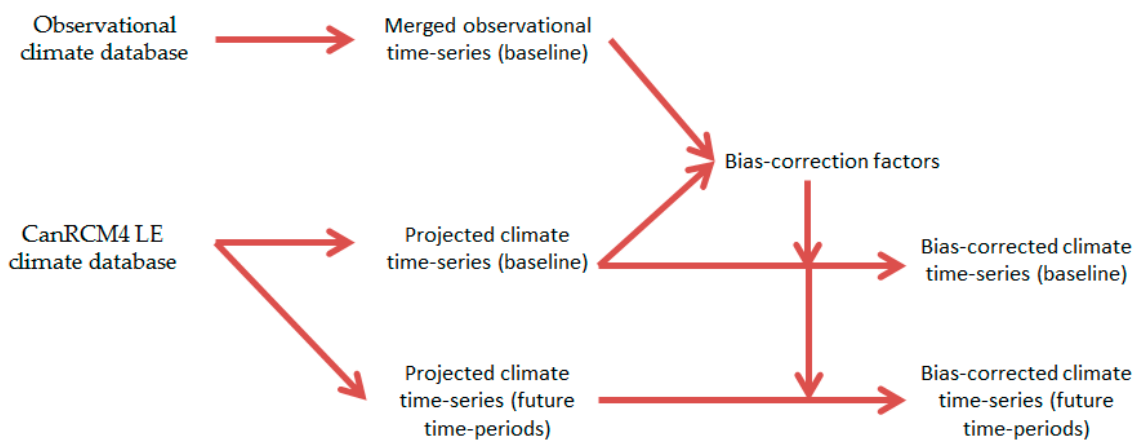 Observational
climate database
Merged observational
time-series (baseline)
Bias-correction factors
CanRCM4 LE
climate database
Projected climate
time-series (baseline)
Bias-corrected climate
time-series (baseline)
Projected climate
time-series (future
time-periods)
Bias-corrected climate
time-series (future
time-periods)